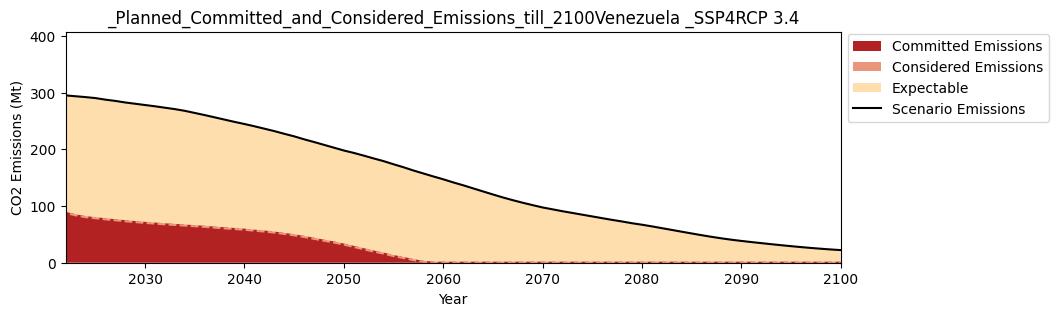 _Planned_Committed_and_Considered_Emissions_till_2100Venezuela _SSP4RCP 3.4
400
300
200
100
0
CO2 Emissions (Mt)
2030 2040 2050 2060 2070 2080 2090 2100
Year
Committed Emissions
Considered Emissions
Expectable
Scenario Emissions